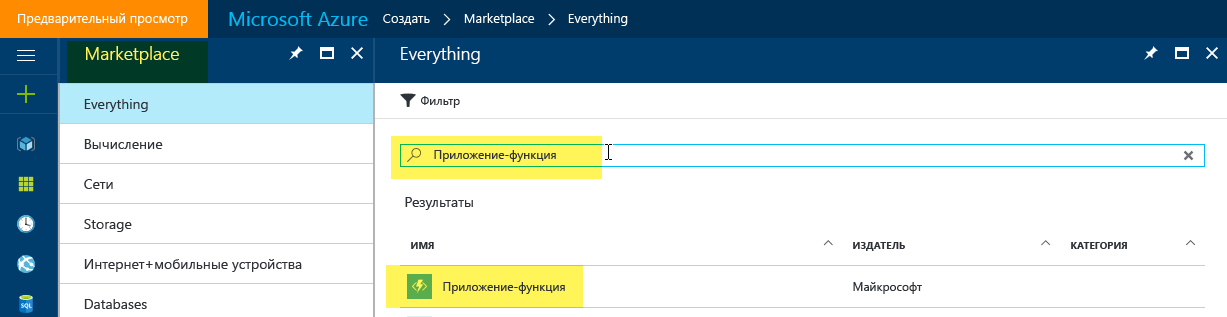 Предварительный просмотр Microsoft Azure Создать > Marketplace > Everything
Marketplace
Everything
Вычисление
Сети
Storage
Интернет+мобильные устройства
Databases
Everything
Фильтр
Приложение-функция
Результаты
ИМЯ ИЗДАТЕЛЬ КАТЕГОРИЯ
Приложение-функция Майкрософт
SQL